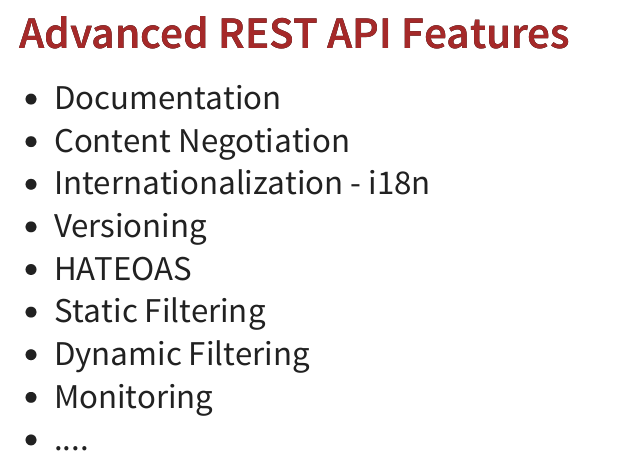 Advanced REST API Features
• Documentation
• Content Negotiation
• Internationalization - i18n
• Versioning
• HATEOAS
• Static Filtering
• Dynamic Filtering
• Monitoring
• ....